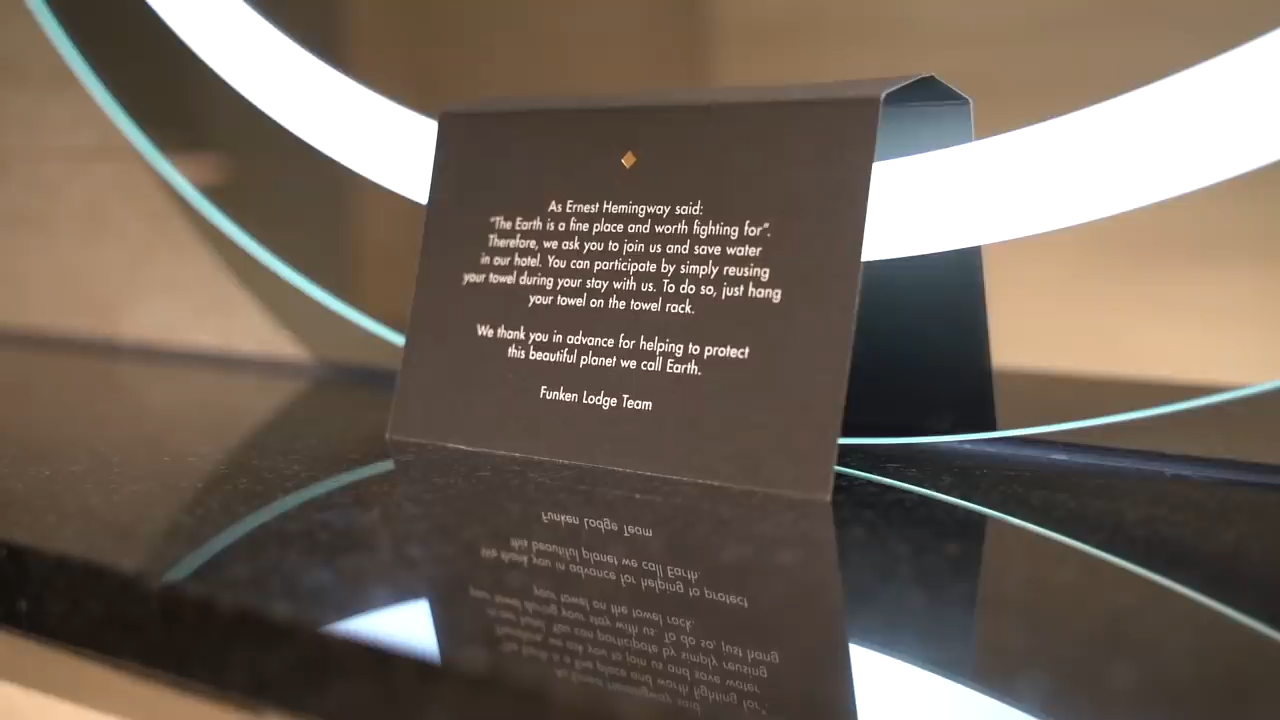 As Ernest Hemingway said:
"The Earth is a fine place and worth fighting for".
Therefore, we ask you to join us and save water
in our hotel. You can participate by simply reusing
your towel during your stay with us. To do so, just hang
your towel on the towel rack.
We thank you in advance for helping to protect
this beautiful planet we call Earth.
Funken Lodge Team